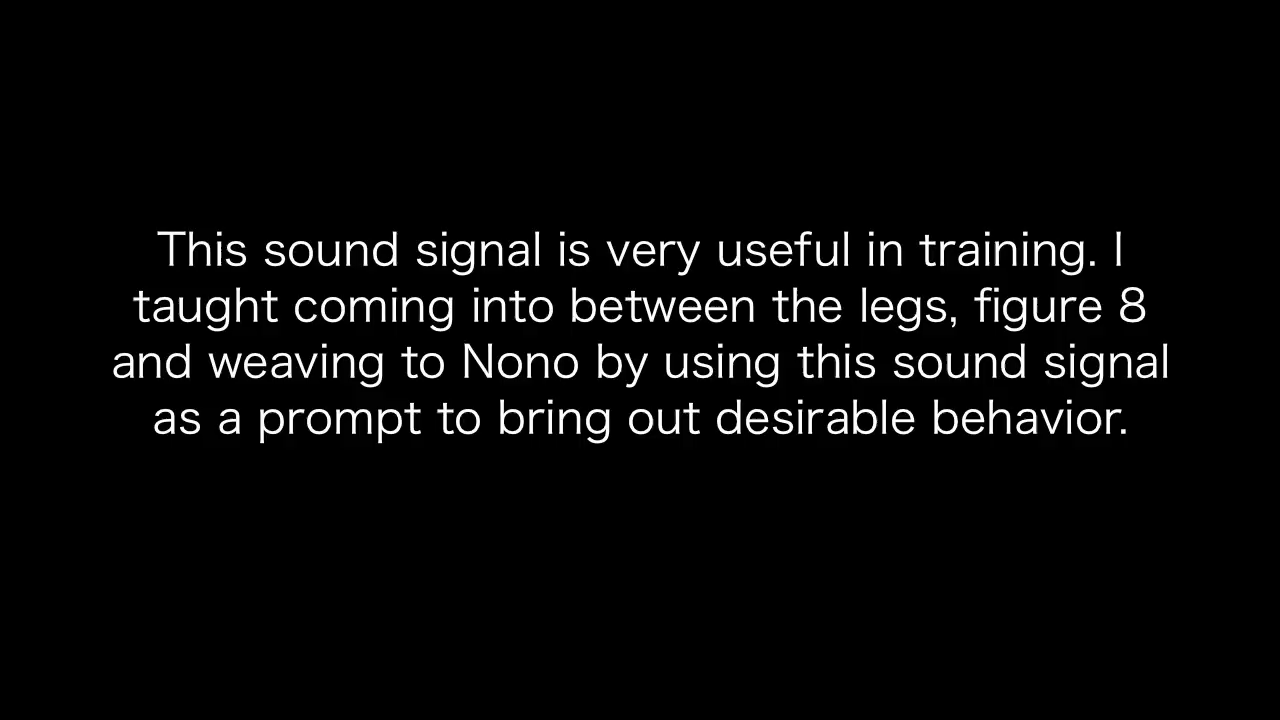 This sound signal is very useful in training. I
taught coming into between the legs, figure 8
and weaving to Nono by using this sound signal
as a prompt to bring out desirable behavior.